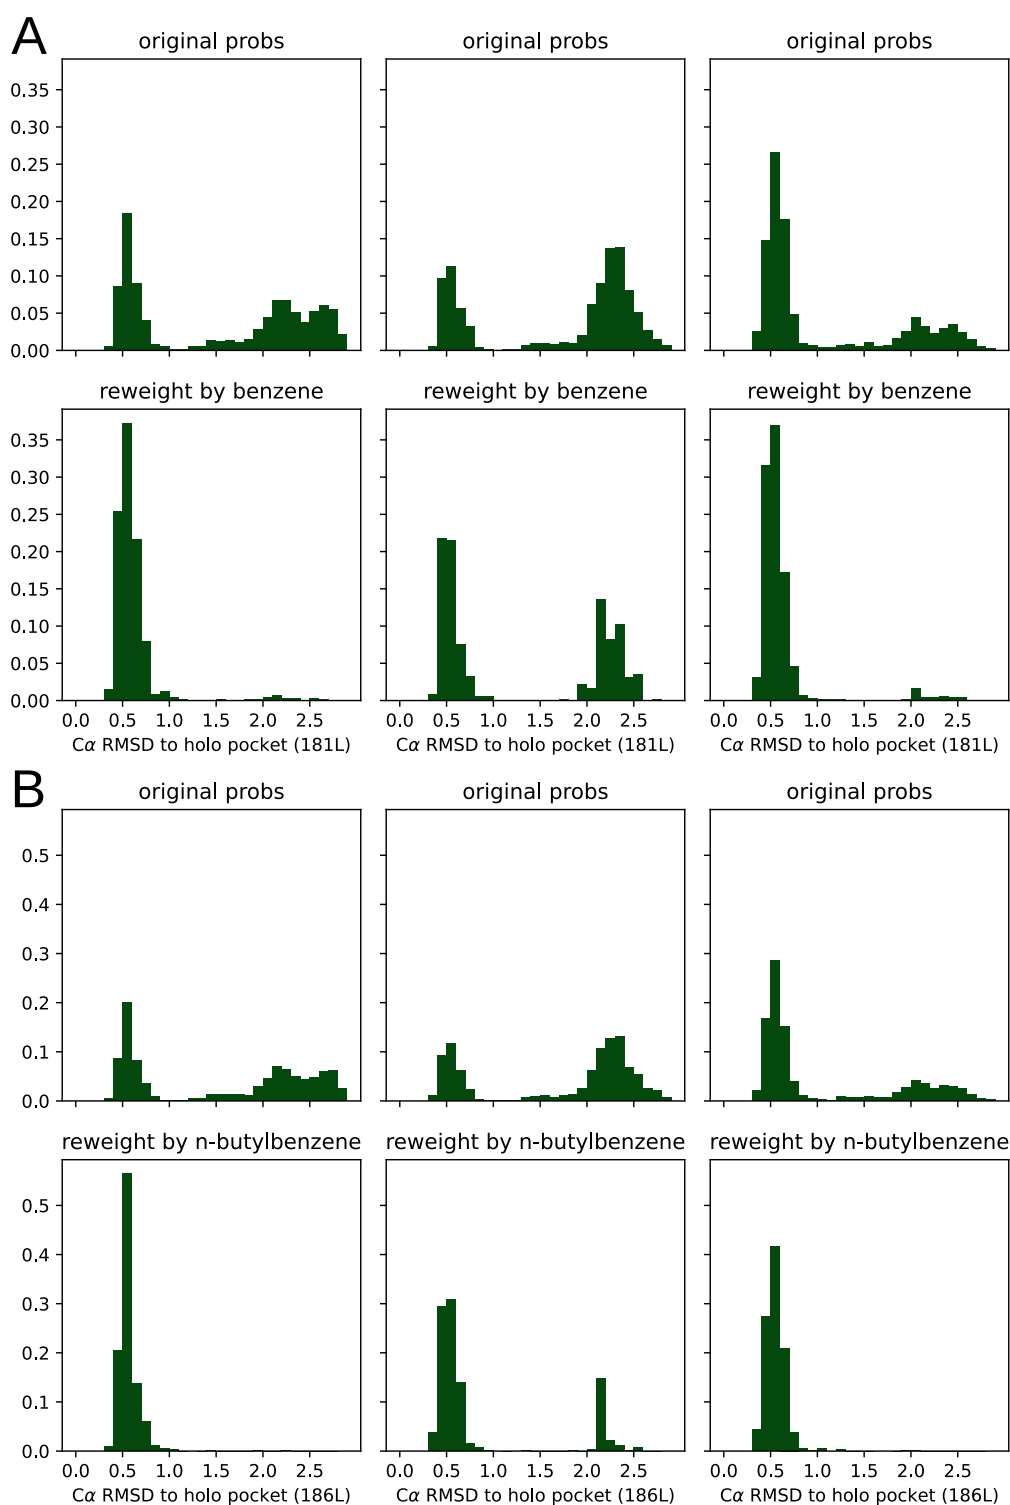 A
original probs original probs original probs
0.35
0.30
0.25
0.20
0.15
0.10
0.05
0.00
reweight by benzene reweight by benzene reweight by benzene
0.35
0.30
0.25
0.20
0.15
0.10
0.05
0.00
0.0 0.5 1.0 1.5 2.0 2.5 0.0 0.5 1.0 1.5 2.0 2.5 0.0 0.5 1.0 1.5 2.0 2.5
Cα RMSD to holo pocket (181L) Cα RMSD to holo pocket (181L) Cα RMSD to holo pocket (181L)
B
original probs original probs original probs
0.5
0.4
0.3
0.2
0.1
0.0
reweight by n-butylbenzene reweight by n-butylbenzene reweight by n-butylbenzene
0.5
0.4
0.3
0.2
0.1
0.0
0.0 0.5 1.0 1.5 2.0 2.5 0.0 0.5 1.0 1.5 2.0 2.5 0.0 0.5 1.0 1.5 2.0 2.5
Cα RMSD to holo pocket (186L) Cα RMSD to holo pocket (186L) Cα RMSD to holo pocket (186L)